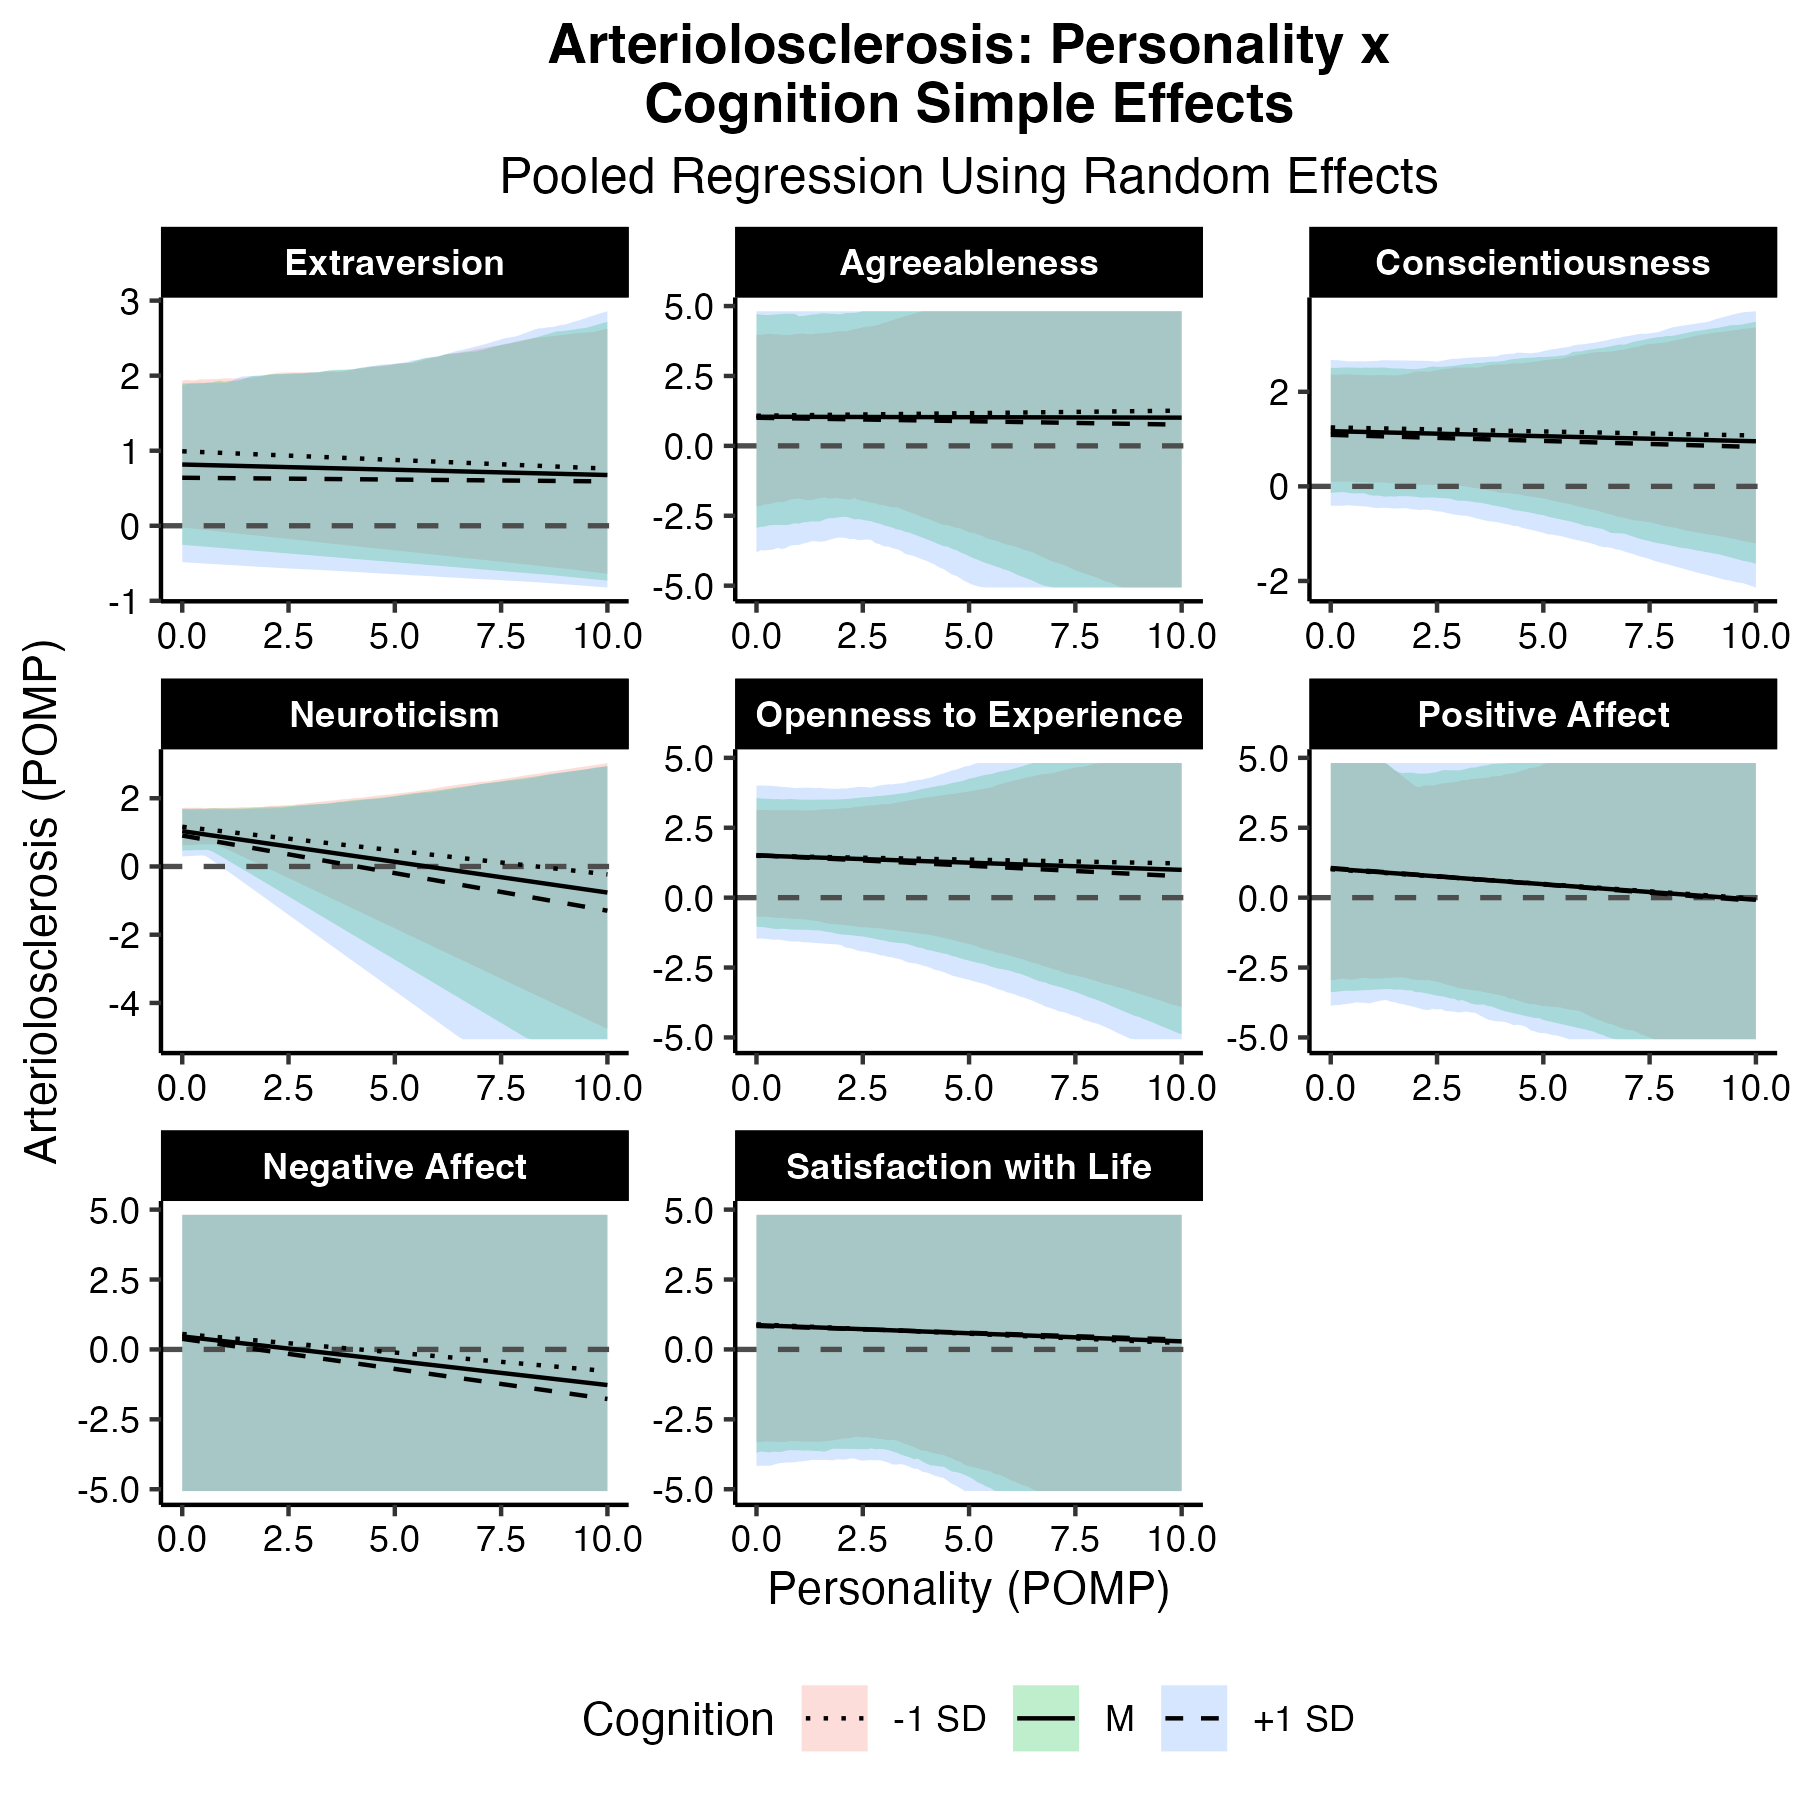 Arteriolosclerosis: Personality x
Cognition Simple Effects
Pooled Regression Using Random Effects
Extraversion
Agreeableness
Conscientiousness
3
2
1
0
-1
0.0 2.5 5.0 7.5 10.0
5.0
2.5
0.0
-2.5
-5.0
0.0 2.5 5.0 7.5 10.0
2
0
-2
0.0 2.5 5.0 7.5 10.0
Arteriolosclerosis (POMP)
Neuroticism
Openness to Experience
Positive Affect
2
0
-2
-4
0.0 2.5 5.0 7.5 10.0
5.0
2.5
0.0
-2.5
-5.0
0.0 2.5 5.0 7.5 10.0
5.0
2.5
0.0
-2.5
-5.0
0.0 2.5 5.0 7.5 10.0
Negative Affect
Satisfaction with Life
5.0
2.5
0.0
-2.5
-5.0
0.0 2.5 5.0 7.5 10.0
5.0
2.5
0.0
-2.5
-5.0
0.0 2.5 5.0 7.5 10.0
Personality (POMP)
Cognition -1 SD M +1 SD